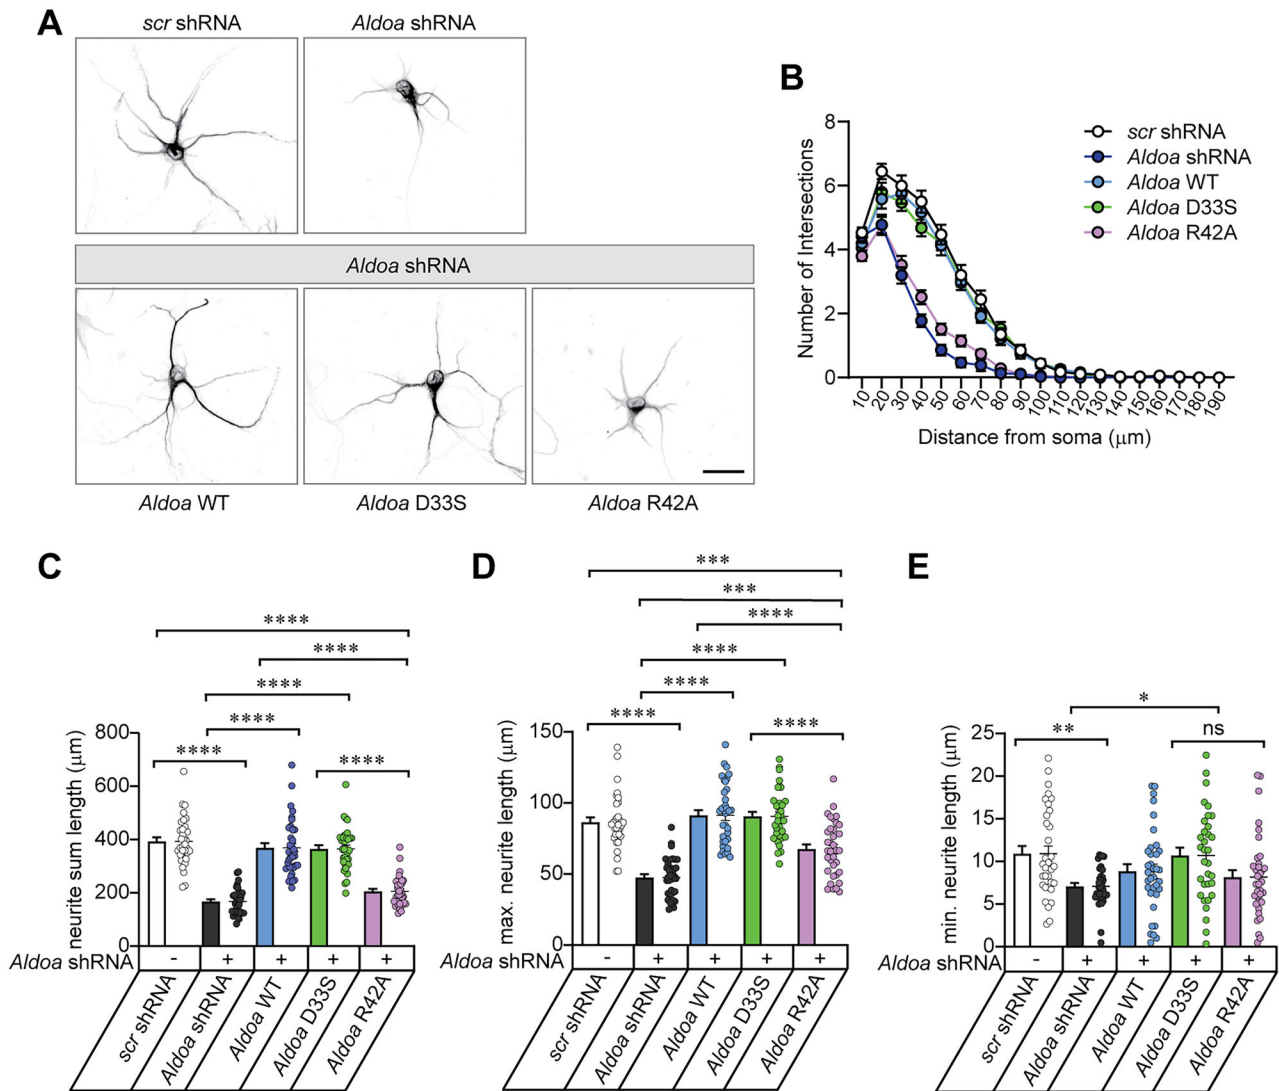 A
scr shRNA
Aldoa shRNA
Aldoa shRNA
Aldoa WT
Aldoa D33S
Aldoa R42A
B
Number of Intersections
8
6
4
2
0
10 20 30 40 50 60 70 80 90 100 110 120 130 140 150 160 170 180 190
Distance from soma (μm)
scr shRNA
Aldoa shRNA
Aldoa WT
Aldoa D33S
Aldoa R42A
C
****
****
****
****
****
****
neurite sum length (μm)
800
600
400
200
0
Aldoa shRNA - + + + +
scr shRNA
Aldoa shRNA
Aldoa WT
Aldoa D33S
Aldoa R42A
D
***
***
****
****
****
****
****
max. neurite length (μm)
150
100
50
0
Aldoa shRNA - + + + +
scr shRNA
Aldoa shRNA
Aldoa WT
Aldoa D33S
Aldoa R42A
E
*
**
ns
min. neurite length (μm)
25
20
15
10
5
0
Aldoa shRNA - + + + +
scr shRNA
Aldoa shRNA
Aldoa WT
Aldoa D33S
Aldoa R42A